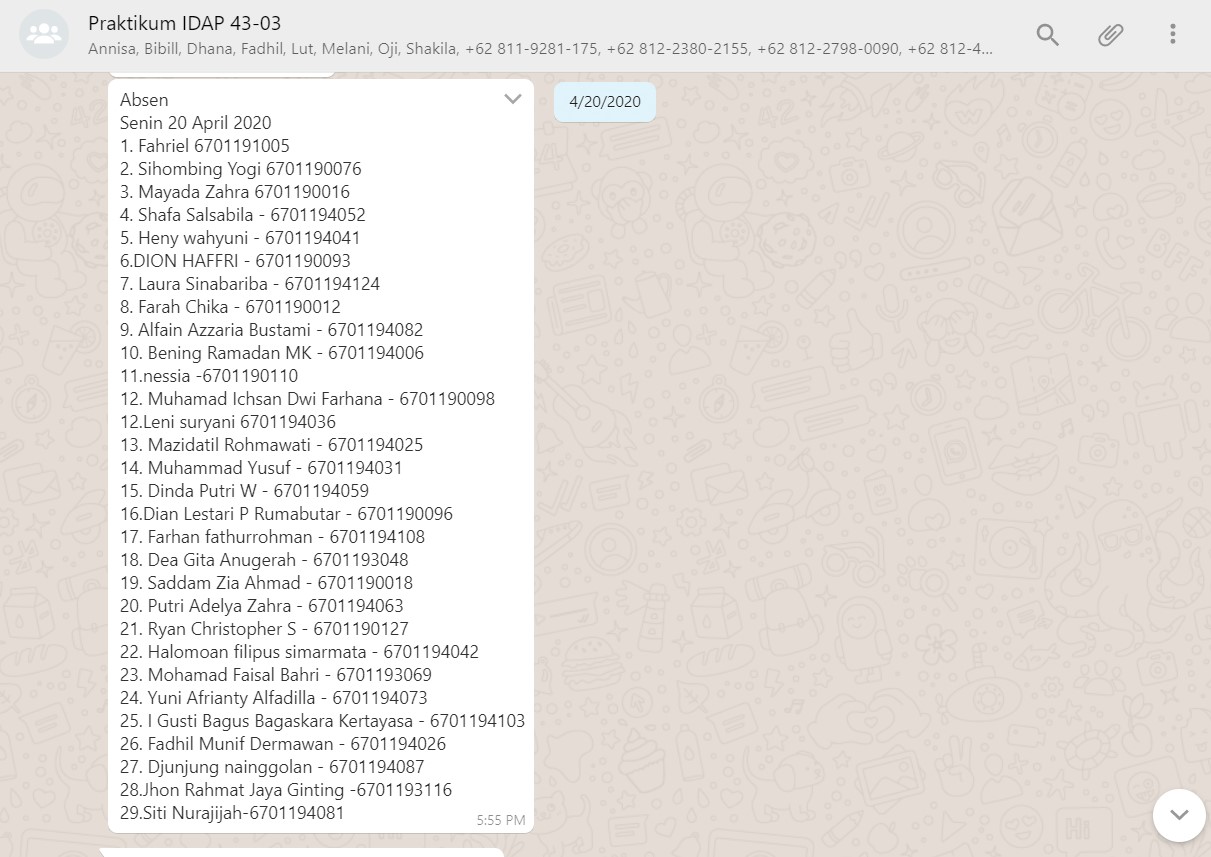 Praktikum IDAP 43-03
Annisa, Bibill, Dhana, Fadhil, Lut, Melani, Oji, Shakila, +62 811-9281-175, +62 812-2380-2155, +62 812-2798-0090, +62 812-4...
4/20/2020
Absen
Senin 20 April 2020
1. Fahriel 6701191005
2. Sihombing Yogi 6701190076
3. Mayada Zahra 6701190016
4. Shafa Salsabila - 6701194052
5. Heny wahyuni - 6701194041
6.DION HAFFRI - 6701190093
7. Laura Sinabariba - 6701194124
8. Farah Chika - 6701190012
9. Alfain Azzaria Bustami - 6701194082
10. Bening Ramadan MK - 6701194006
11.nessia -6701190110
12. Muhamad Ichsan Dwi Farhana - 6701190098
12.Leni suryani 6701194036
13. Mazidatil Rohmawati - 6701194025
14. Muhammad Yusuf - 6701194031
15. Dinda Putri W - 6701194059
16.Dian Lestari P Rumabutar - 6701190096
17. Farhan fathurrohman - 6701194108
18. Dea Gita Anugerah - 6701193048
19. Saddam Zia Ahmad - 6701190018
20. Putri Adelya Zahra - 6701194063
21. Ryan Christopher S - 6701190127
22. Halomoan filipus simarmata - 6701194042
23. Mohamad Faisal Bahri - 6701193069
24. Yuni Afrianty Alfadilla - 6701194073
25. I Gusti Bagus Bagaskara Kertayasa - 6701194103
26. Fadhil Munif Dermawan - 6701194026
27. Djunjung nainggolan - 6701194087
28.Jhon Rahmat Jaya Ginting -6701193116
29.Siti Nurajijah-6701194081
5:55 PM